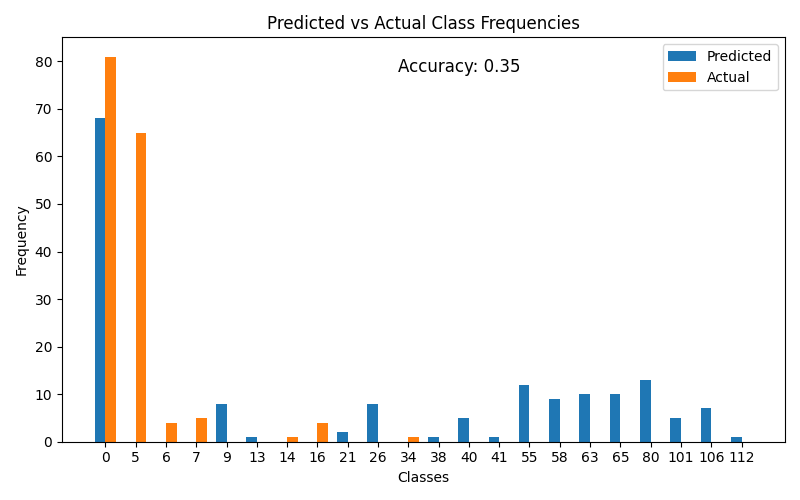 Predicted vs Actual Class Frequencies
Accuracy: 0.35
Predicted
Actual
Frequency
80
70
60
50
40
30
20
10
0
0 5 6 7 9 13 14 16 21 26 34 38 40 41 55 58 63 65 80 101 106 112
Classes